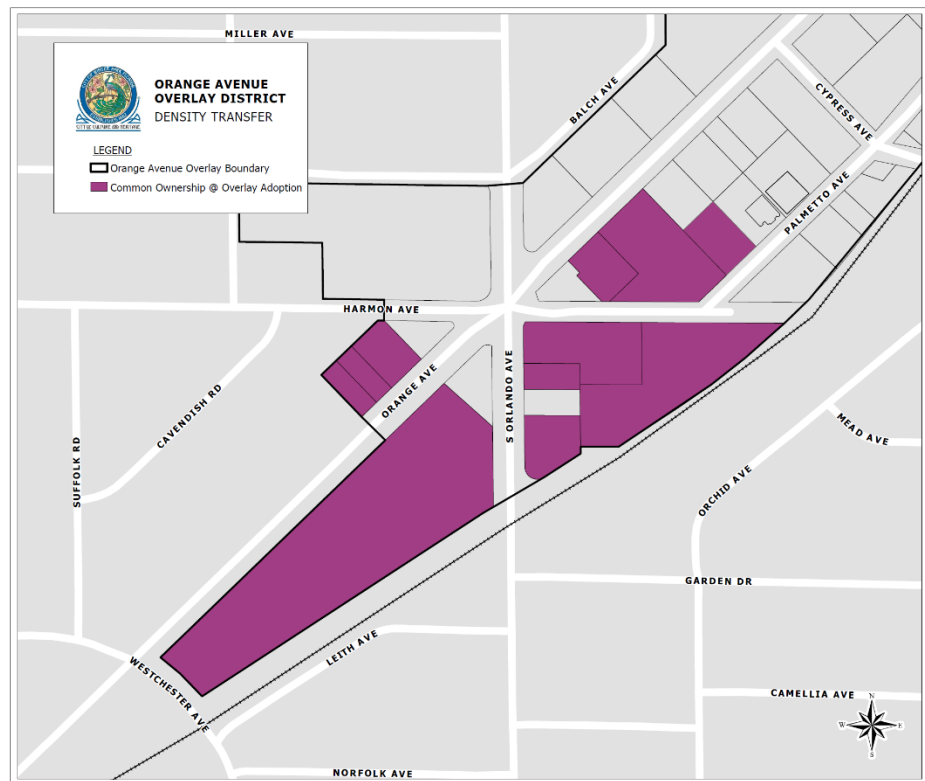 MILLER AVE
ORANGE AVENUE
OVERLAY DISTRICT
DENSITY TRANSFER
LEGEND
Orange Avenue Overlay Boundary
Common Ownership @ Overlay Adoption
BALCH AVE
CYPRESS AVE
PALMETTO AVE
HARMON AVE
ORANGE AVE
S ORLANDO AVE
CAVENDISH RD
SUFFOLK RD
MEAD AVE
ORCHID AVE
GARDEN DR
LEITH AVE
WESTCHESTER AVE
CAMELLIA AVE
NORFOLK AVE
N
W
E
S